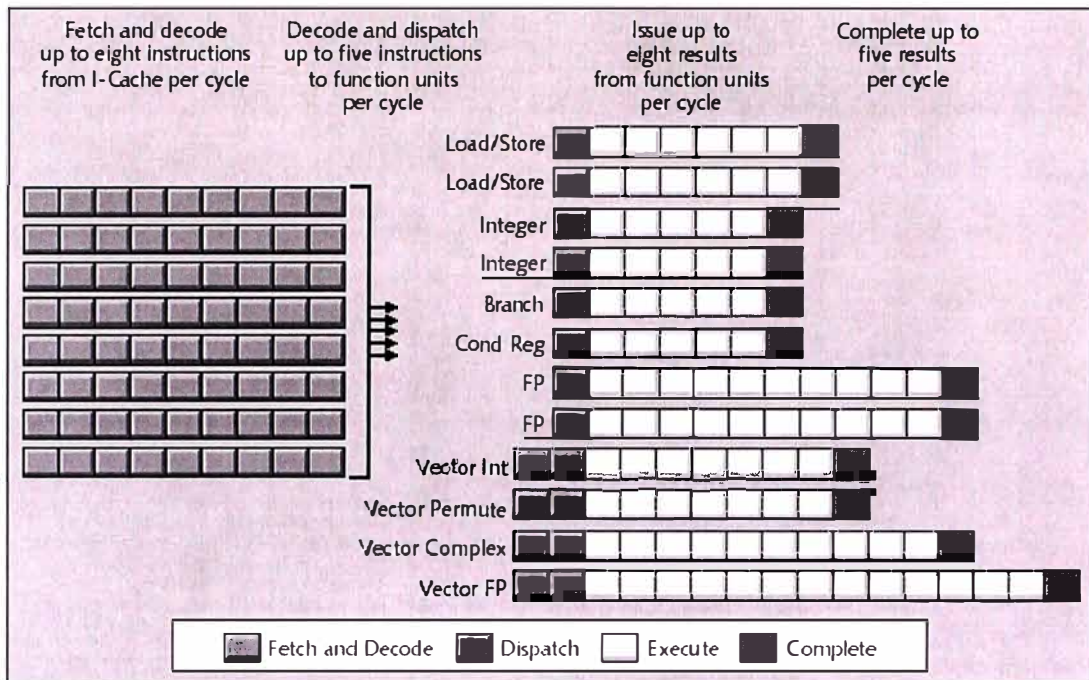 Fetch and decode
up to eight instructions
from I-Cache per cycle
Decode and dispatch
up to five instructions
to function units
per cycle
Issue up to
eight results
from function units
per cycle
Complete up to
five results
per cycle
Load/Store
Load/Store
Integer
Integer
Branch
Cond Reg
FP
FP
Vector Int
Vector Permute
Vector Complex
Vector FP
Fetch and Decode
Dispatch
Execute
Complete